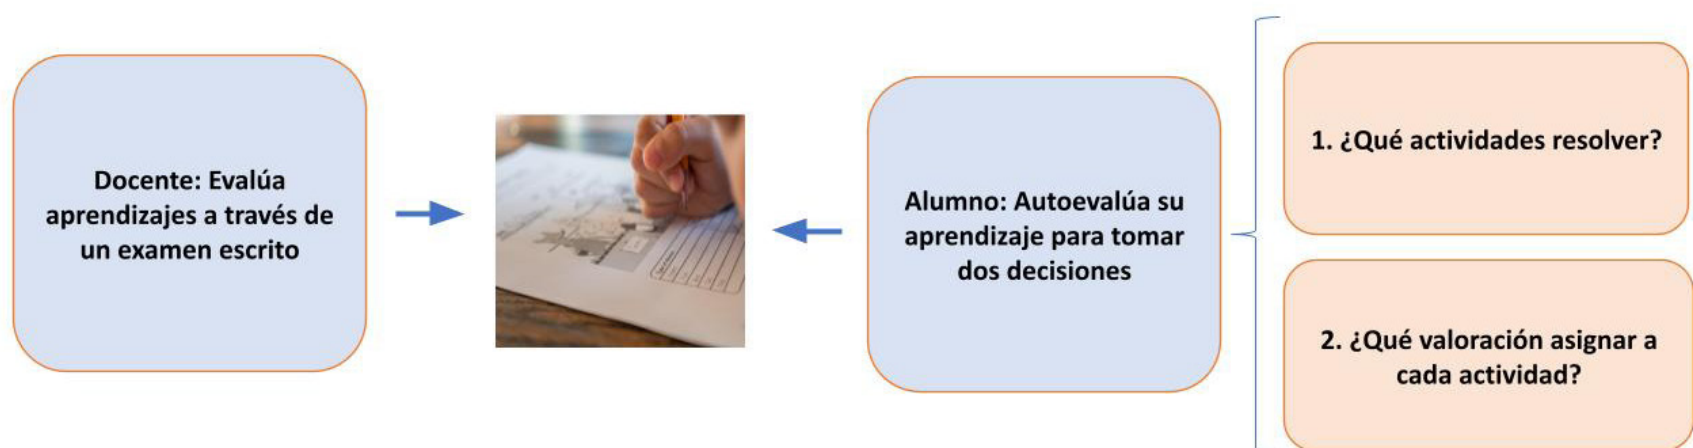 Docente: Evalúa
aprendizajes a través de
un examen escrito
Alumno: Autoevalúa su
aprendizaje para tomar
dos decisiones
1. ¿Qué actividades resolver?
2. ¿Qué valoración asignar a
cada actividad?